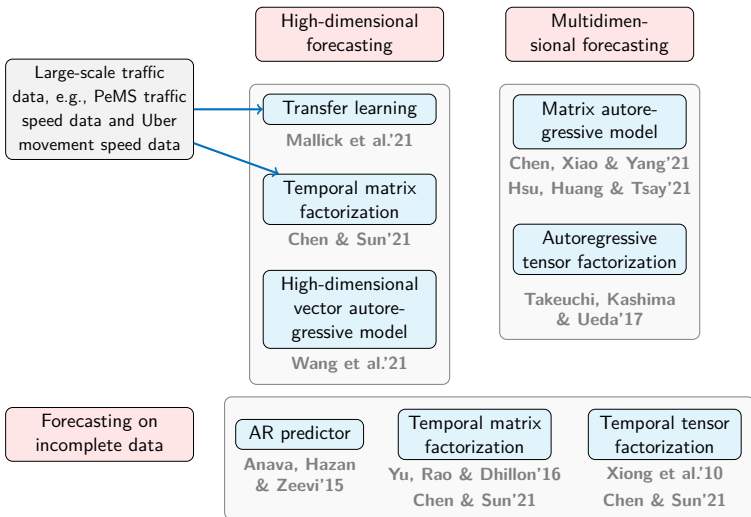 High-dimensional
forecasting
Multidimen-
sional forecasting
Large-scale traffic
data, e.g., PeMS traffic
speed data and Uber
movement speed data
Transfer learning
Mallick et al.'21
Temporal matrix
factorization
Chen & Sun'21
High-dimensional
vector autore-
gressive model
Wang et al.'21
Matrix autore-
gressive model
Chen, Xiao & Yang'21
Hsu, Huang & Tsay'21
Autoregressive
tensor factorization
Takeuchi, Kashima
& Ueda'17
Forecasting on
incomplete data
AR predictor
Anava, Hazan
& Zeevi'15
Temporal matrix
factorization
Yu, Rao & Dhillon'16
Chen & Sun'21
Temporal tensor
factorization
Xiong et al.'10
Chen & Sun'21